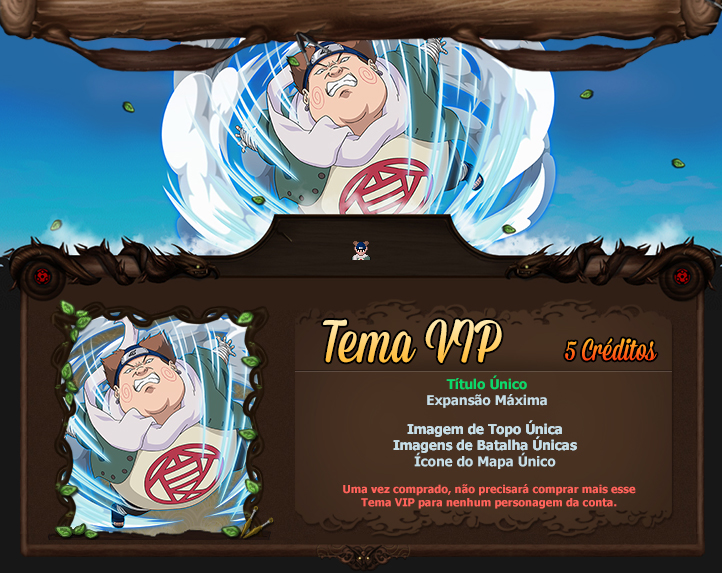 Tema VIP
5 Créditos
Título Único
Expansão Máxima
Imagem de Topo Única
Imagens de Batalha Únicas
Ícone do Mapa Único
Uma vez comprado, não precisará comprar mais esse
Tema VIP para nenhum personagem da conta.